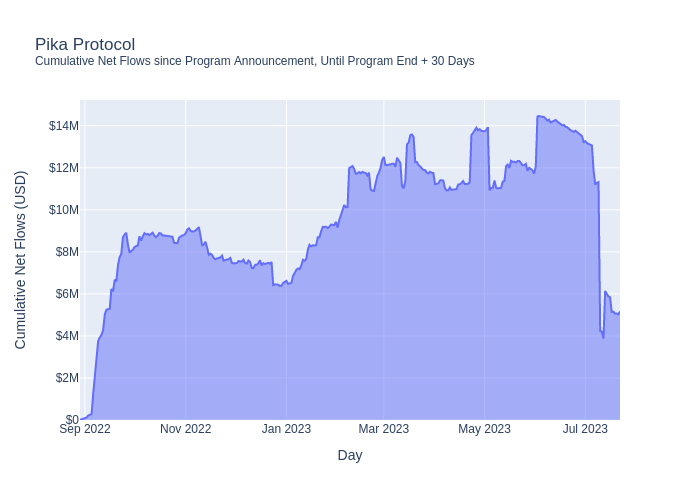 Pika Protocol
Cumulative Net Flows since Program Announcement, Until Program End + 30 Days
Cumulative Net Flows (USD)
$14M
$12M
$10M
$8M
$6M
$4M
$2M
$0
Sep 2022
Nov 2022
Jan 2023
Mar 2023
May 2023
Jul 2023
Day